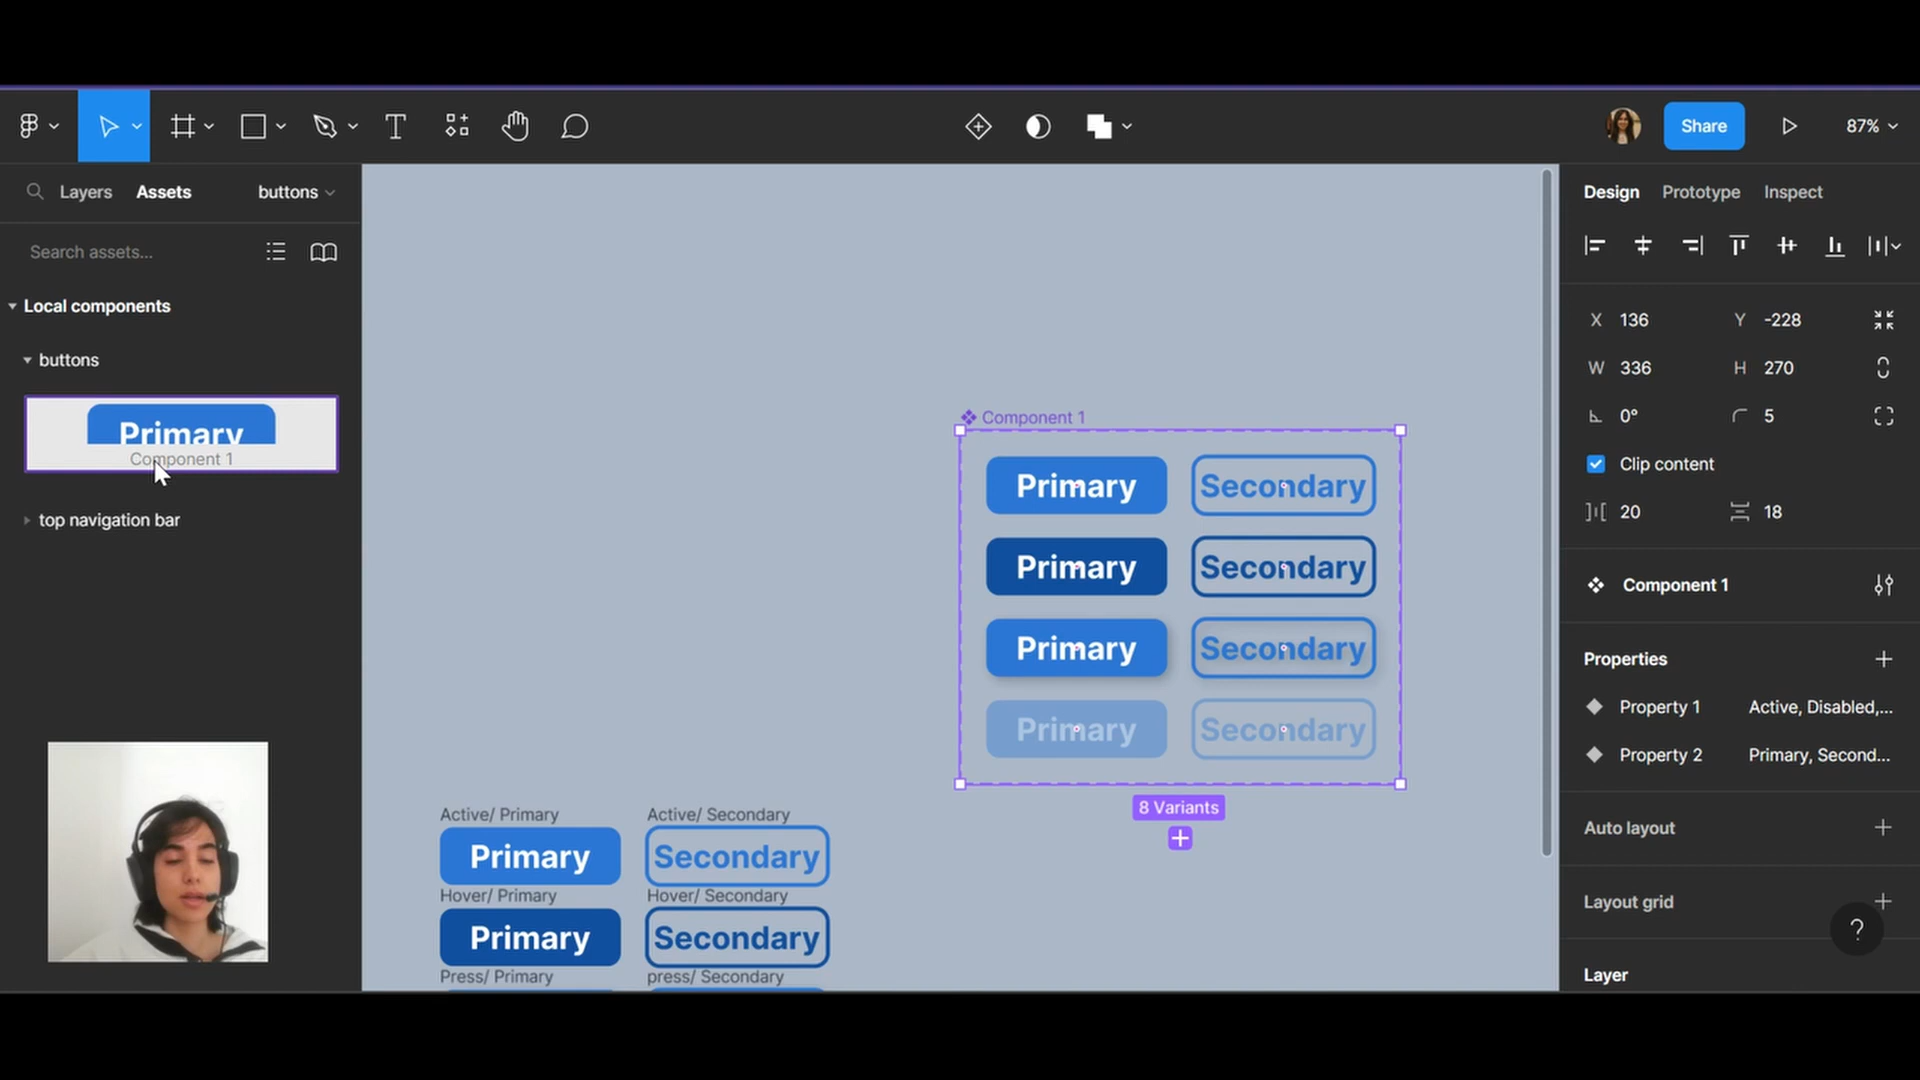 Share
87%
Layers
Assets
buttons
Design
Prototype
Inspect
Search assets...
Local components
buttons
Primary
Component 1
top navigation bar
Component 1
Primary
Secondary
Primary
Secondary
Primary
Secondary
Primary
Secondary
8 Variants
Active/ Primary
Active/ Secondary
Primary
Secondary
Hover/ Primary
Hover/ Secondary
Primary
Secondary
Press/ Primary
press/ Secondary
X 136
Y -228
W 336
H 270
0°
5
Clip content
20
18
Component 1
Properties
Property 1
Active, Disabled,...
Property 2
Primary, Second...
Auto layout
Layout grid
?
Layer